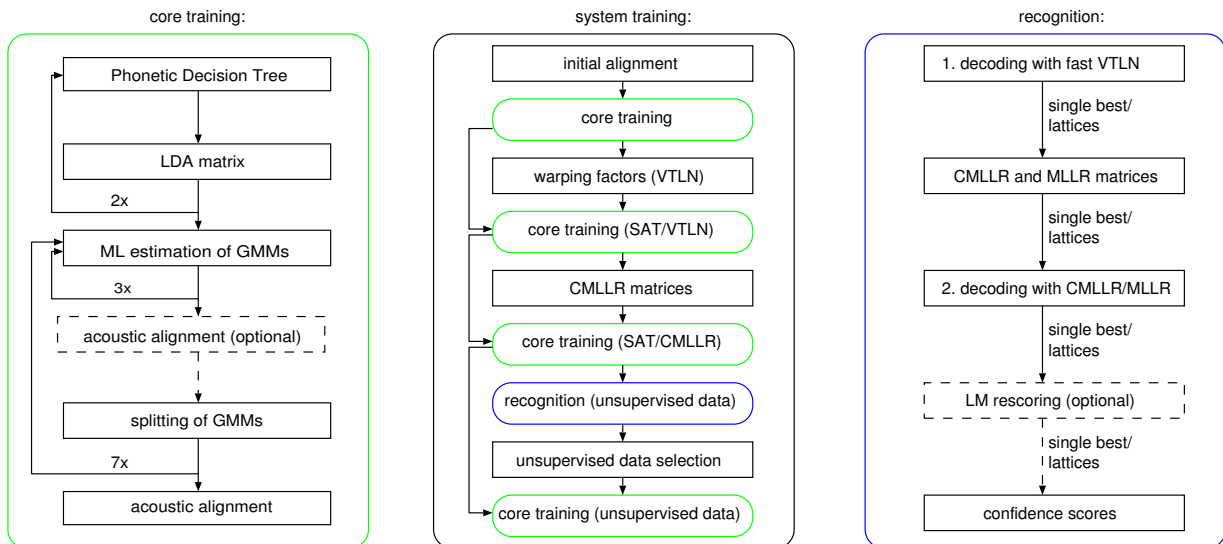 core training:
Phonetic Decision Tree
LDA matrix
2x
ML estimation of GMMs
3x
acoustic alignment (optional)
splitting of GMMs
7x
acoustic alignment
system training:
initial alignment
core training
warping factors (VTLN)
core training (SAT/VTLN)
CMLLR matrices
core training (SAT/CMLLR)
recognition (unsupervised data)
unsupervised data selection
core training (unsupervised data)
recognition:
1. decoding with fast VTLN
single best/
lattices
CMLLR and MLLR matrices
single best/
lattices
2. decoding with CMLLR/MLLR
single best/
lattices
LM rescoring (optional)
single best/
lattices
confidence scores